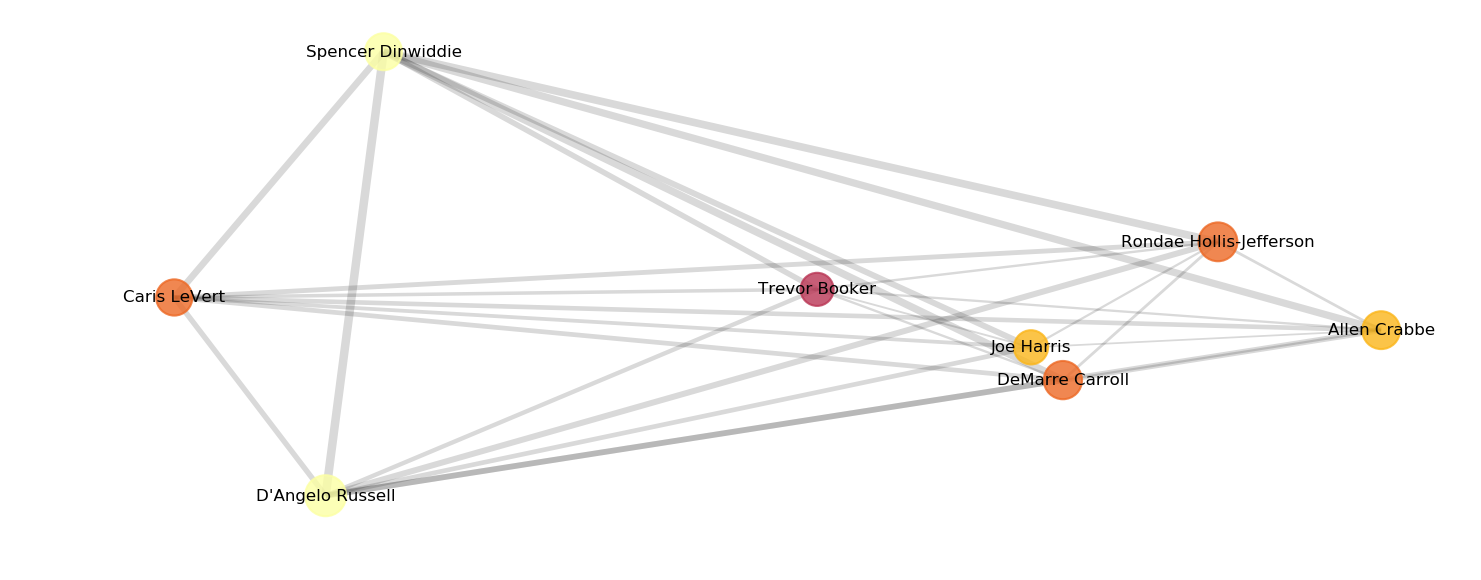 Spencer Dinwiddie
Rondae Hollis-Jefferson
Trevor Booker
Caris LeVert
Allen Crabbe
Joe Harris
DeMarre Carroll
D'Angelo Russell